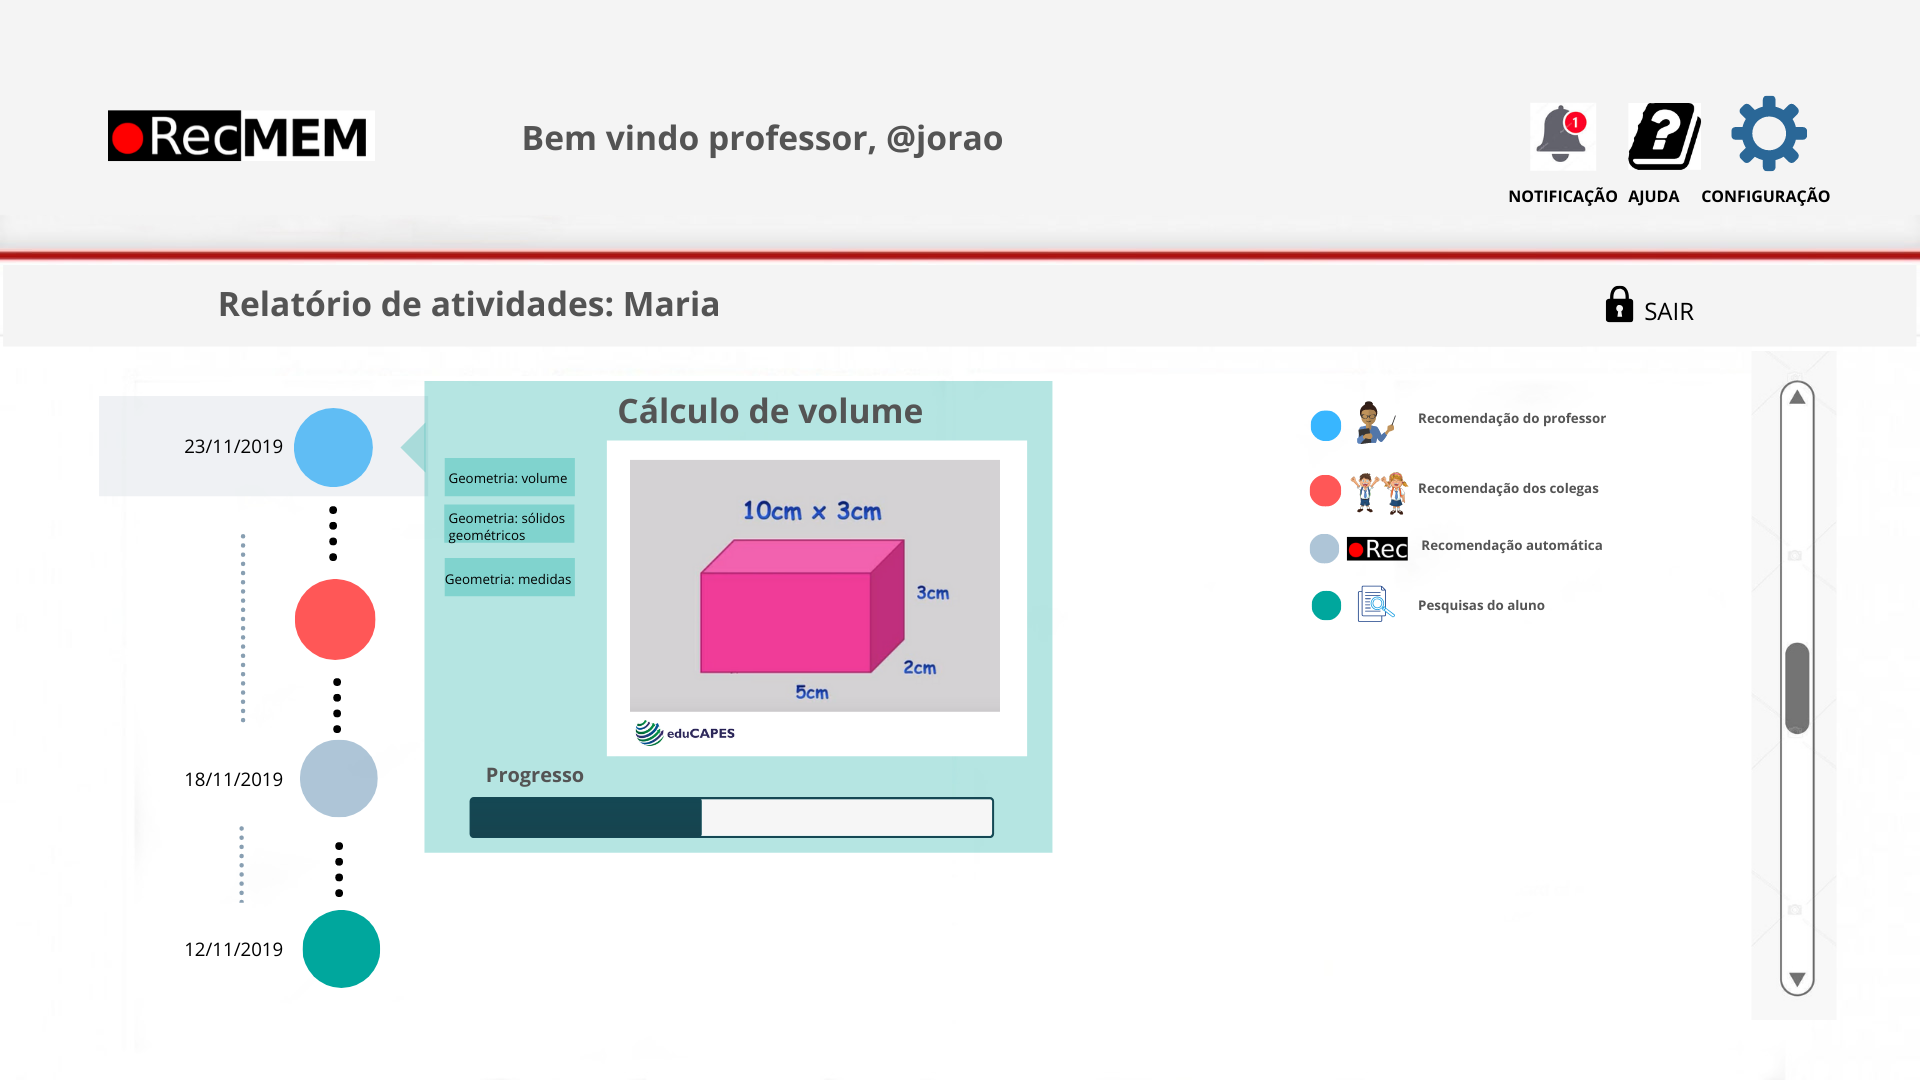 RecMEM
Bem vindo professor, @jorao
1
NOTIFICAÇÃO
AJUDA
CONFIGURAÇÃO
Relatório de atividades: Maria
SAIR
23/11/2019
18/11/2019
12/11/2019
Cálculo de volume
Geometria: volume
Geometria: sólidos
geométricos
Geometria: medidas
10cm x 3cm
3cm
2cm
5cm
eduCAPES
Progresso
Recomendação do professor
Recomendação dos colegas
Rec
Recomendação automática
Pesquisas do aluno